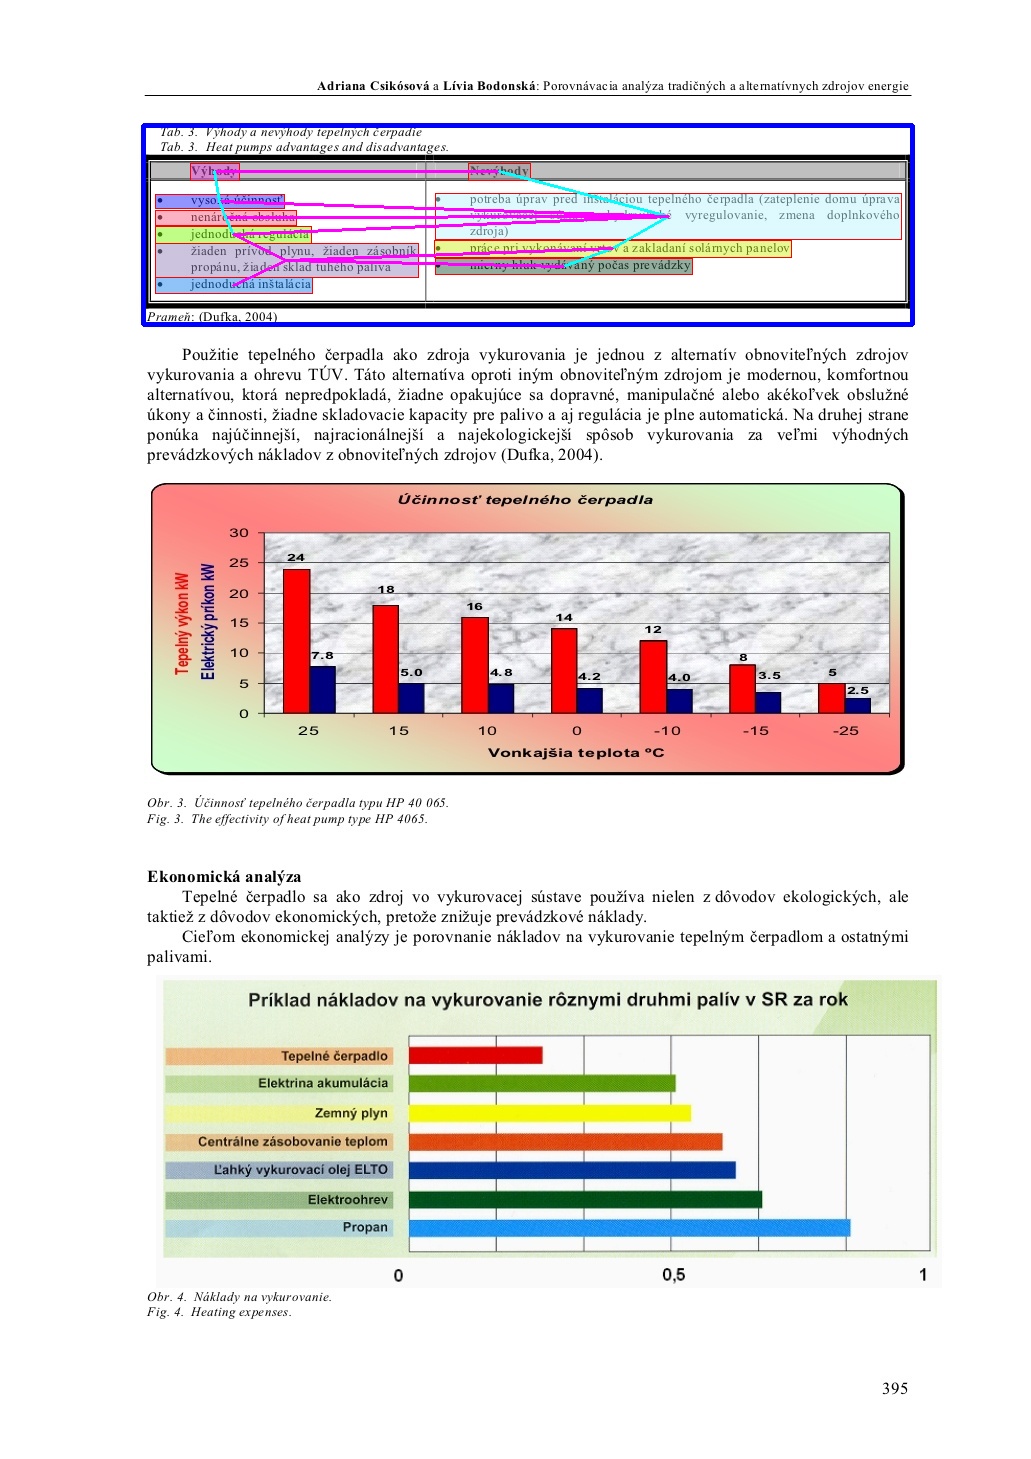 Adriana Csikósová a Lívia Bodonská: Porovnávacia analýza tradičných a alternatívnych zdrojov energie
Tab. 3. Výhody a nevýhody tepelných čerpadie
Tab. 3. Heat pumps advantages and disadvantages.
Výhody
Nevýhody
• vysoká účinnosť
• nenáročná obsluha
• jednoduchá regulácia
• žiaden prívod plynu, žiaden zásobník
propánu, žiaden sklad tuhého paliva
• jednoduchá inštalácia
• potreba úprav pred inštaláciou tepelného čerpadla (zateplenie domu úprava
vyregulovanie, zmena doplnkového
zdroja)
• práce pri vykonávaní vrtov a zakladaní solárnych panelov
• mierny hluk vydávaný počas prevádzky
Prameň: (Dufka, 2004)
Použitie tepelného čerpadla ako zdroja vykurovania je jednou z alternatív obnoviteľných zdrojov
vykurovania a ohrevu TÚV. Táto alternatíva oproti iným obnoviteľným zdrojom je modernou, komfortnou
alternatívou, ktorá nepredpokladá, žiadne opakujúce sa dopravné, manipulačné alebo akékoľvek obslužné
úkony a činnosti, žiadne skladovacie kapacity pre palivo a aj regulácia je plne automatická. Na druhej strane
ponúka najúčinnejší, najracionálnejší a najekologickejší spôsob vykurovania za veľmi výhodných
prevádzkových nákladov z obnoviteľných zdrojov (Dufka, 2004).
Účinnosť tepelného čerpadla
Tepelný výkon kW
Elektrický príkon kW
30
25
20
15
10
5
0
24
7.8
18
5.0
16
4.8
14
4.2
12
4.0
8
3.5
5
2.5
25 15 10 0 -10 -15 -25
Vonkajšia teplota ºC
Obr. 3. Účinnosť tepelného čerpadla typu HP 40 065.
Fig. 3. The effectivity of heat pump type HP 4065.
Ekonomická analýza
Tepelné čerpadlo sa ako zdroj vo vykurovacej sústave používa nielen z dôvodov ekologických, ale
taktiež z dôvodov ekonomických, pretože znižuje prevádzkové náklady.
Cieľom ekonomickej analýzy je porovnanie nákladov na vykurovanie tepelným čerpadlom a ostatnými
palivami.
Príklad nákladov na vykurovanie rôznymi druhmi palív v SR za rok
Tepelné čerpadlo
Elektrina akumulácia
Zemný plyn
Centrálne zásobovanie teplom
Ľahký vykurovací olej ELTO
Elektroohrev
Propan
0 0,5 1
Obr. 4. Náklady na vykurovanie.
Fig. 4. Heating expenses.
395